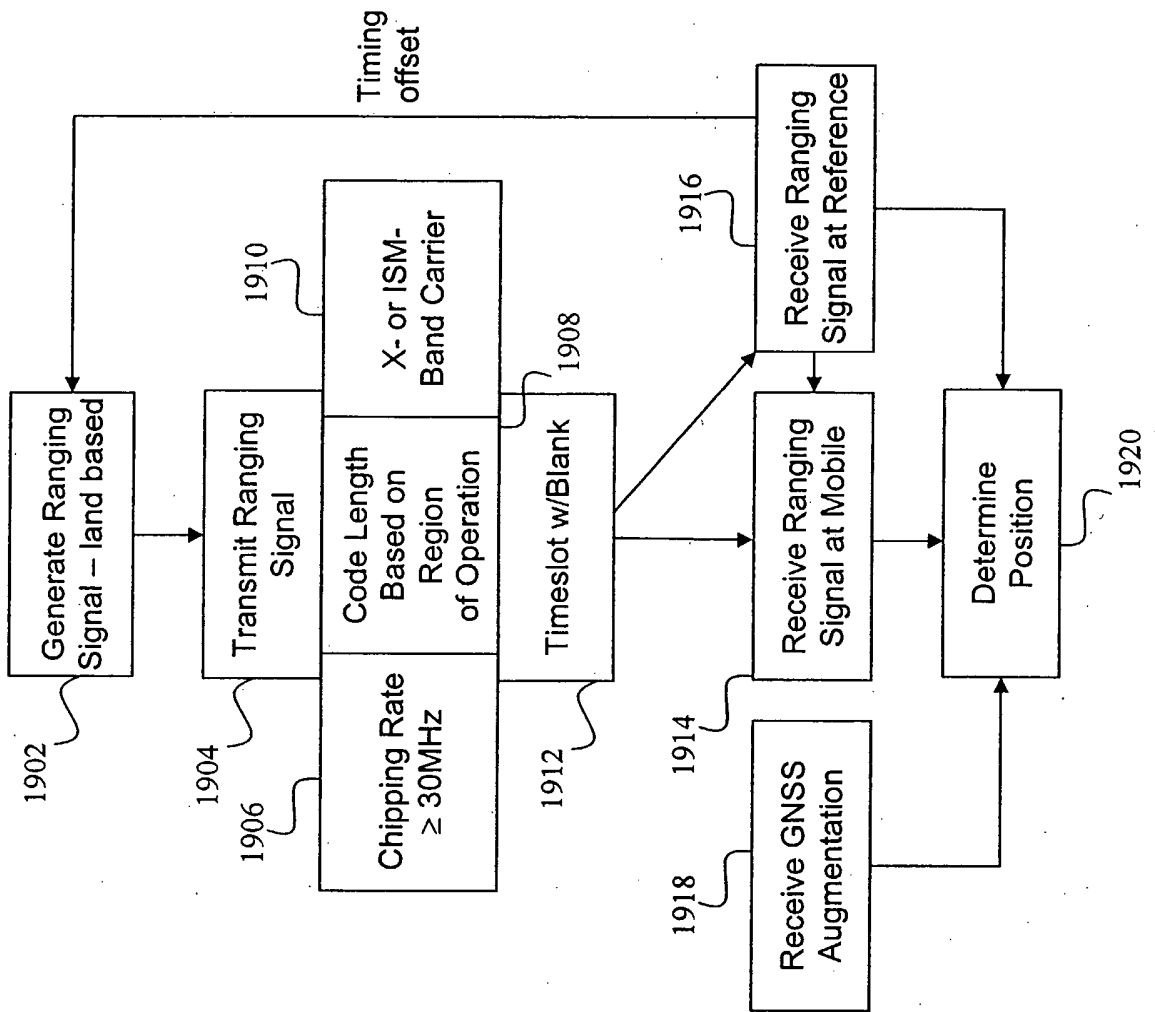 Generate Ranging
Signal – land based
1902
Timing
offset
Transmit Ranging
Signal
1904
Chipping Rate
≥ 30MHz
1906
Code Length
Based on
Region
of Operation
1908
X- or ISM-
Band Carrier
1910
Timeslot w/Blank
1912
Receive Ranging
Signal at Mobile
1914
Receive Ranging
Signal at Reference
1916
Receive GNSS
Augmentation
1918
Determine
Position
1920